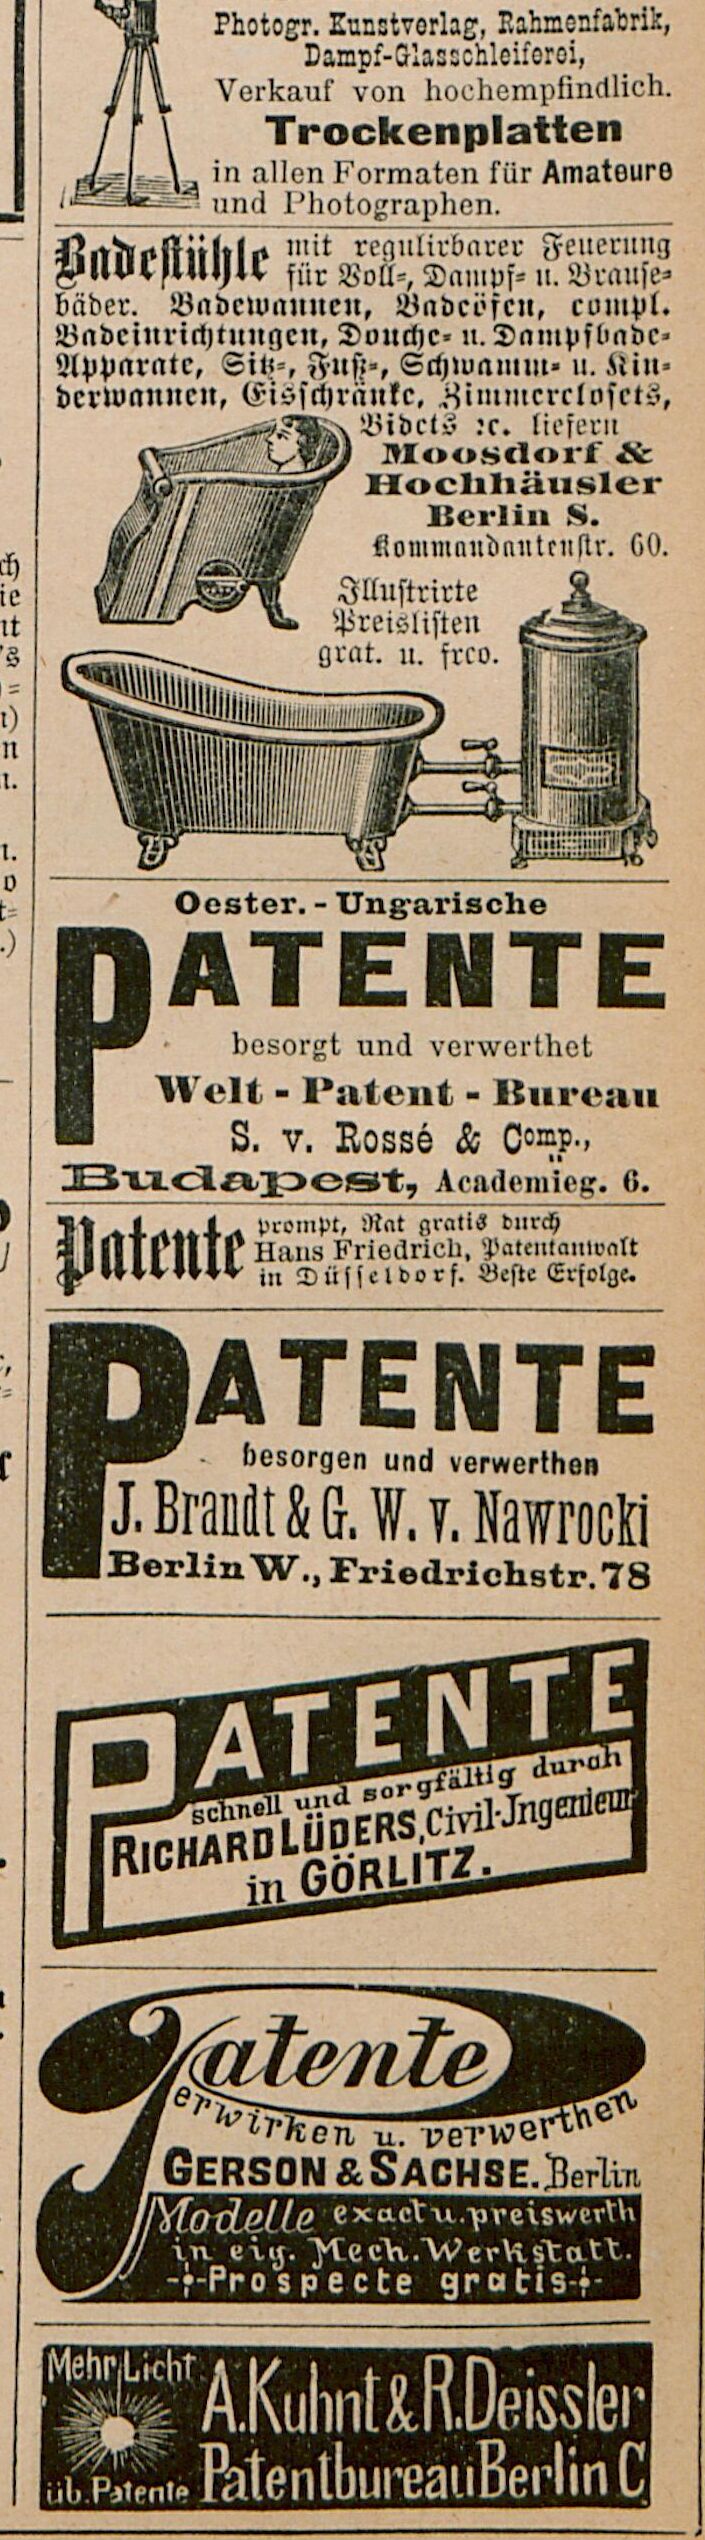 Photogr. Kunstverlag, Rahmenfabrik,
Dampf-Glasschleiferei,
Verkauf von hochempfindlich.
Trockenplatten
in allen Formaten für Amateure
und Photographen.
Badestühle mit regulirbarer Feuerung
für Voll-, Dampf- u. Brause-
bäder. Badewannen, Badeöfen, compl.
Badeinrichtungen, Douche- u. Dampfbade-
Apparate, Sitz-, Fuß-, Schwamm- u. Kin-
derwannen, Eisschränke, Zimmerclosets,
Bidets ꝛc. liefern
Moosdorf &
Hochhäusler
Berlin S.
Kommandantenstr. 60.
Illustrirte
Preislisten
grat. u. frco.
Oester.-Ungarische
PATENTE
besorgt und verwerthet
Welt-Patent-Bureau
S. v. Rossé & Comp.,
Budapest, Academieg. 6.
Patente prompt, Rat gratis durch
Hans Friedrich, Patentanwalt
in Düsseldorf. Beste Erfolge.
PATENTE
besorgen und verwerthen
J. Brandt & G. W. v. Nawrocki
Berlin W., Friedrichstr. 78
PATENTE
schnell und sorgfältig durch
RICHARD LÜDERS, Civil-Ingenieur
in GÖRLITZ.
Patente
erwirken u. verwerthen
GERSON & SACHSE. Berlin
Modelle exact u. preiswerth
in eig. Mech. Werkstatt.
Prospecte gratis
Mehr Licht
üb. Patente
A. Kuhnt & R. Deissler
Patentbureau Berlin C